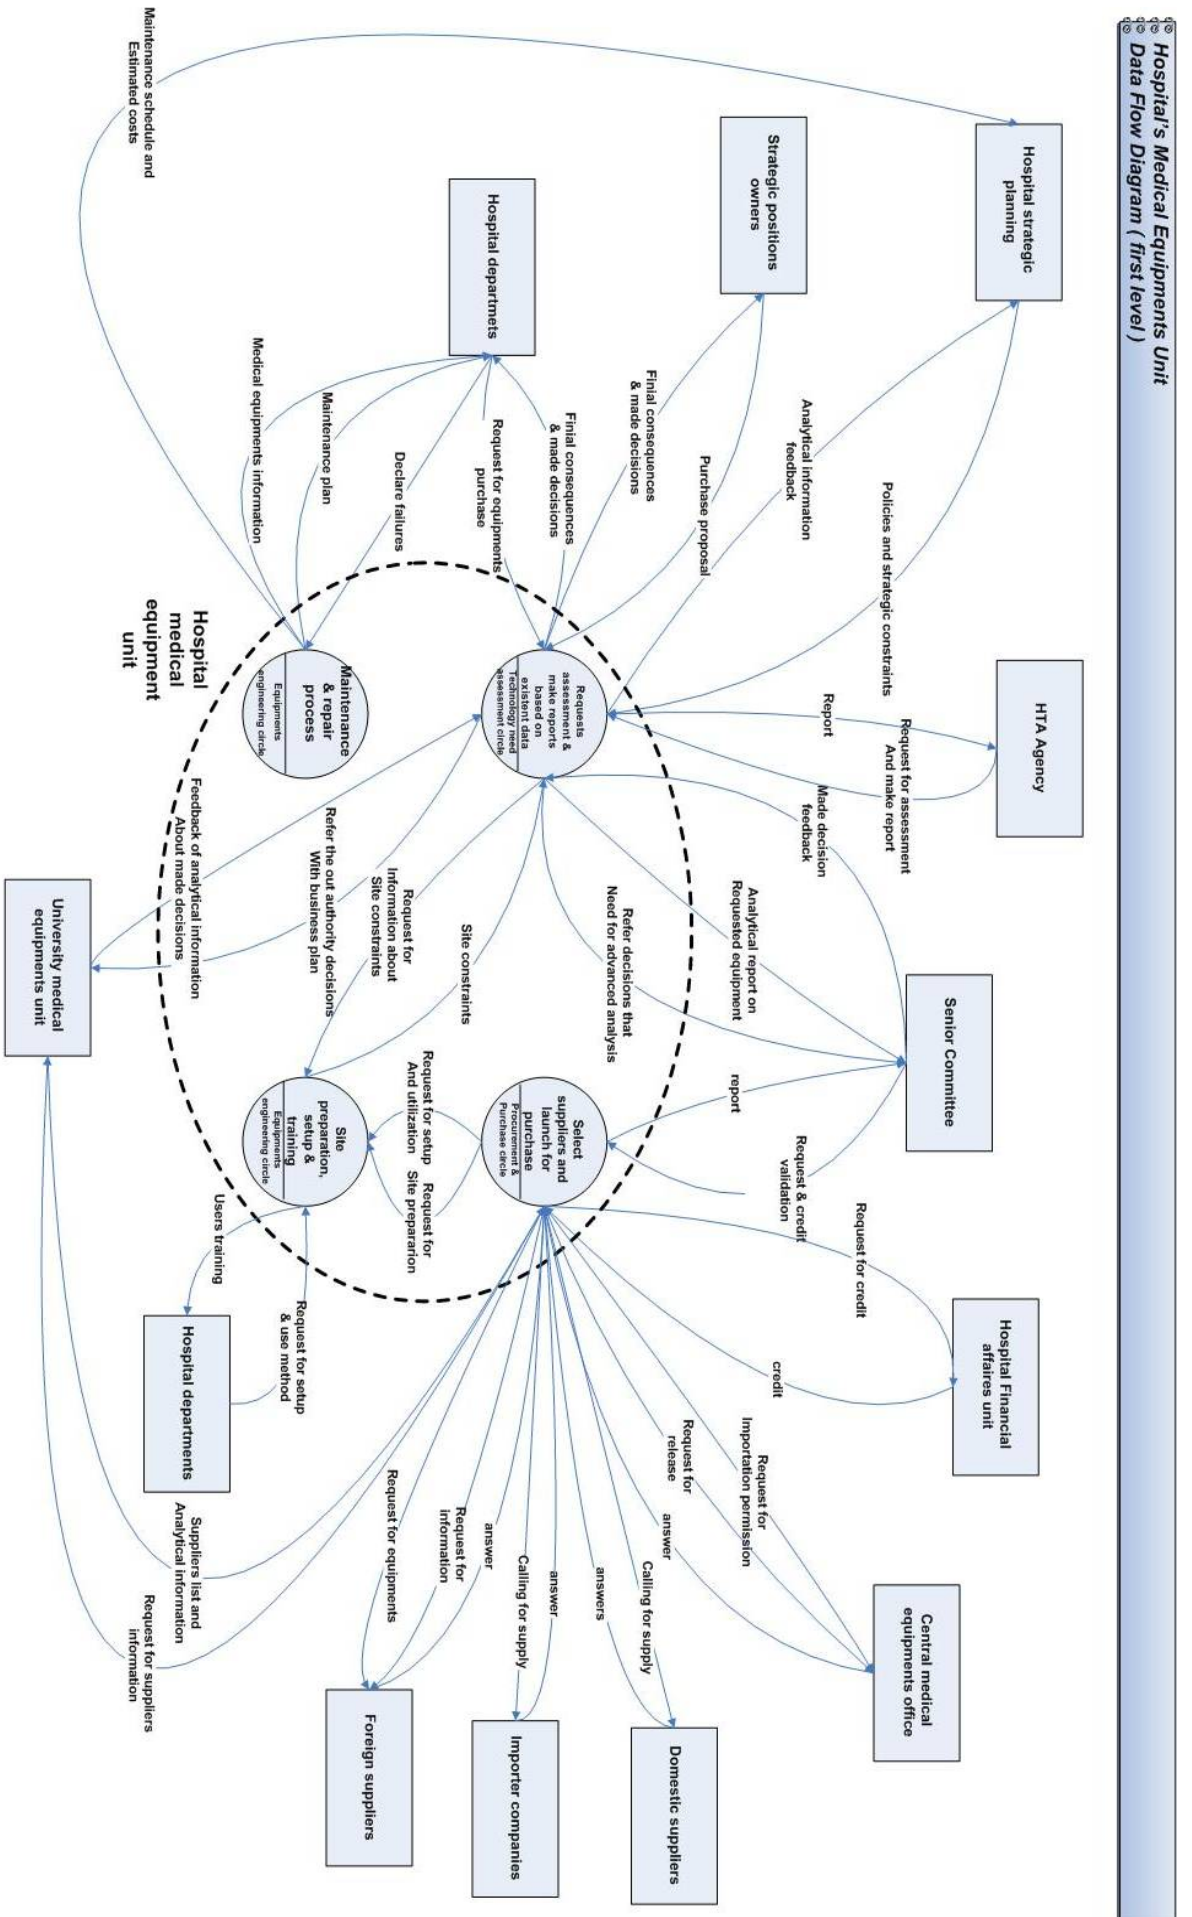 Hospital's Medical Equipments Unit
Data Flow Diagram ( first level )
Hospital strategic
planning
HTA Agency
Senior Committee
Hospital Financial
affaires unit
Central medical
equipments office
Strategic positions
owners
Hospital departmets
Domestic suppliers
Importer companies
Foreign suppliers
Hospital departments
University medical
equipments unit
Policies and strategic constraints
Analytical information
feedback
Purchase proposal
Finial consequences
& made decisions
Finial consequences
& made decisions
Request for equipments
purchase
Declare failures
Maintenance plan
Medical equipments information
Maintenance schedule and
Estimated costs
Report
Request for assessment
And make report
Made decision
feedback
Analytical report on
Requested equipment
Refer decisions that
Need for advanced analysis
report
Request & credit
validation
Request for credit
credit
Request for
Importation permission
Request for
release
answer
Calling for supply
answers
answer
Calling for supply
answer
Request for
information
Request for equipments
Requests
assessment &
make reports
based on
existent data
Technology need
assessment circle
Maintenance
& repair
process
Equipments
engineering circle
Select
suppliers and
launch for
purchase
Procurement &
Purchase circle
Site
preparation,
setup &
training
Equipments
engineering circle
Site constraints
Request for
Information about
Site constraints
Refer the out authority decisions
With business plan
Feedback of analytical information
About made decisions
Request for setup
And utilization
Request for
Site prepararion
Users training
Request for setup
& use method
Suppliers list and
Analytical information
Request for suppliers
information
Hospital
medical
equipment
unit